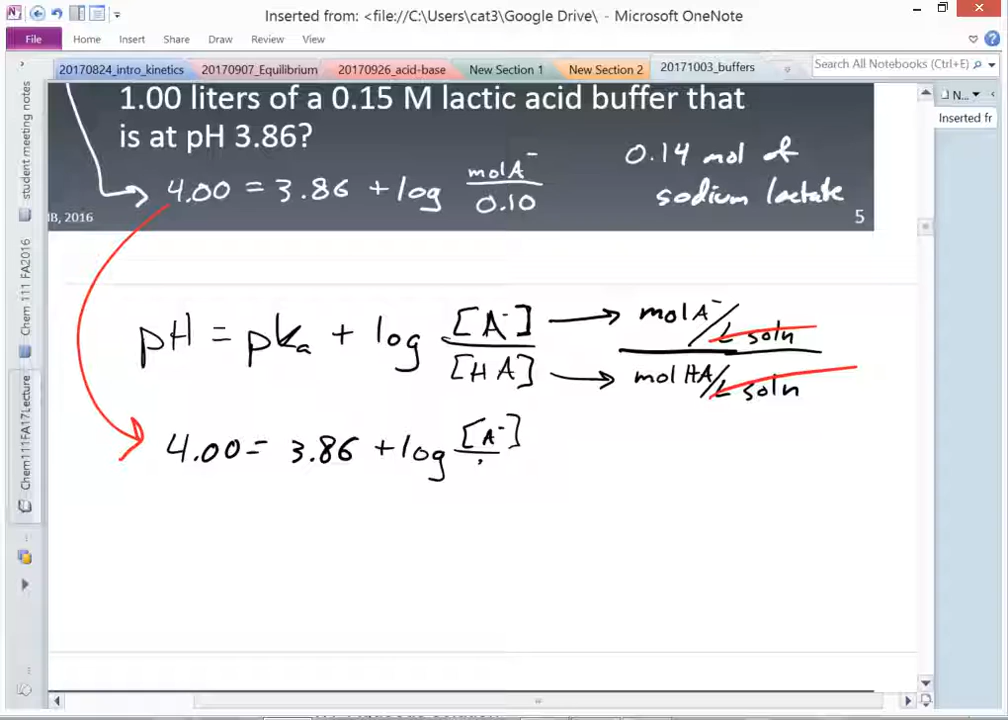 Inserted from: <file://C:\Users\cat3\Google Drive\ - Microsoft OneNote
File Home Insert Share Draw Review View
20170824_intro_kinetics 20170907_Equilibrium 20170926_acid-base New Section 1 New Section 2 20171003_buffers
Search All Notebooks (Ctrl+E)
N...
Inserted fr
student meeting notes
Chem 111 FA2016
Chem111FA17Lecture
1.00 liters of a 0.15 M lactic acid buffer that
is at pH 3.86?
0.14 mol of
sodium lactate
4.00 = 3.86 + log molA⁻ / 0.10
IB, 2016
5
pH = pKa + log [A⁻] / [HA]
mol A⁻/L soln
mol HA/L soln
4.00 = 3.86 + log [A⁻]